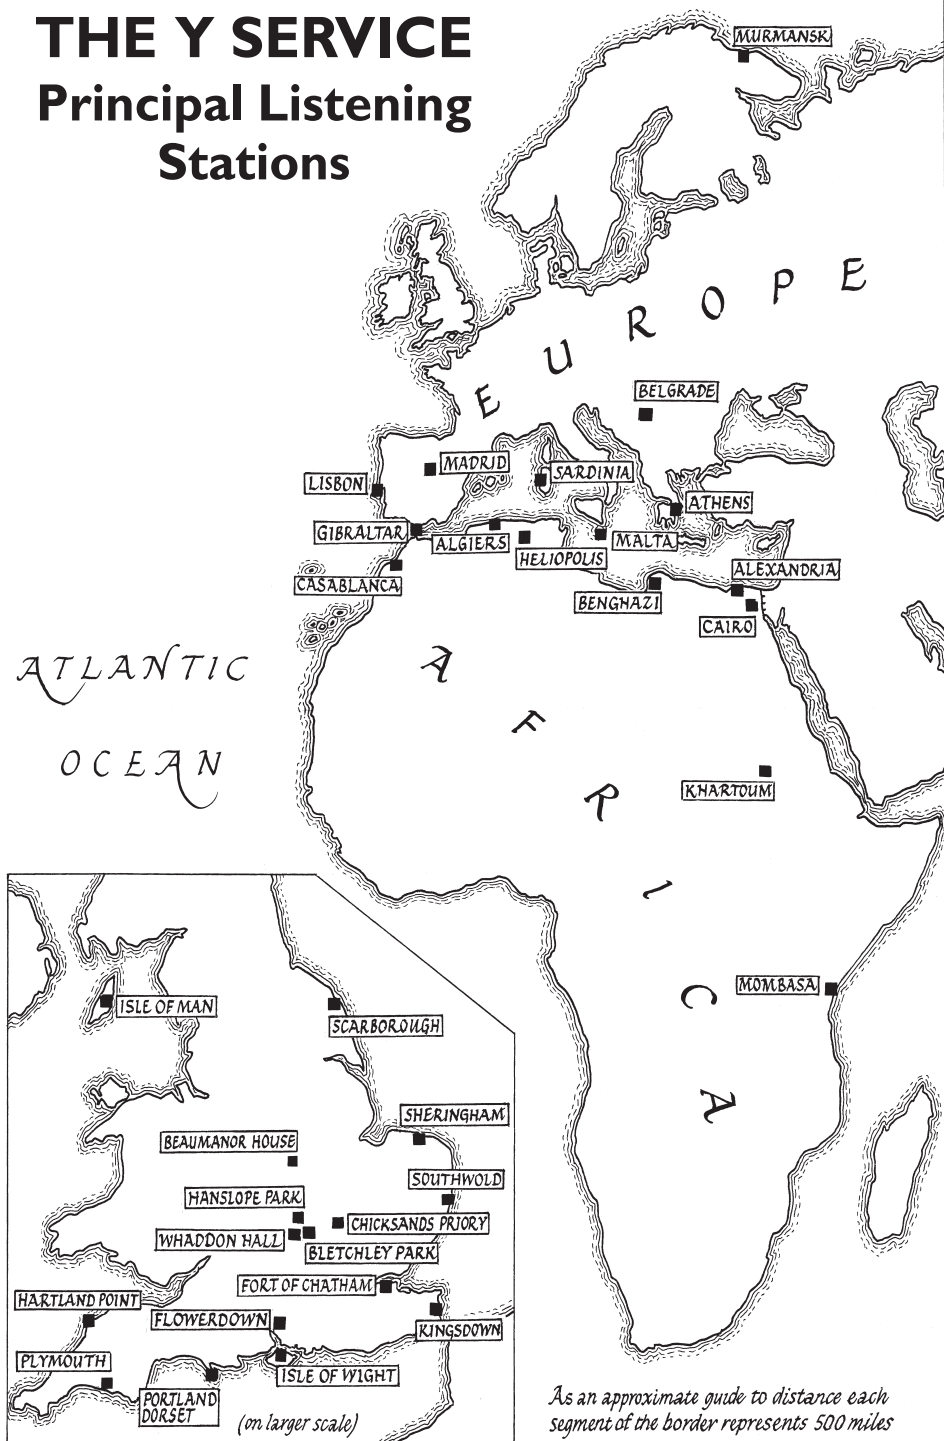 THE Y SERVICE
Principal Listening
Stations
MURMANSK
EUROPE
BELGRADE
MADRID
SARDINIA
LISBON
ATHENS
GIBRALTAR
ALGIERS
MALTA
HELIOPOLIS
ALEXANDRIA
CASABLANCA
BENGHAZI
CAIRO
ATLANTIC
OCEAN
AFRICA
KHARTOUM
MOMBASA
ISLE OF MAN
SCARBOROUGH
SHERINGHAM
BEAUMANOR HOUSE
SOUTHWOLD
HANSLOPE PARK
CHICKSANDS PRIORY
WHADDON HALL
BLETCHLEY PARK
FORT OF CHATHAM
HARTLAND POINT
FLOWERDOWN
KINGSDOWN
PLYMOUTH
ISLE OF WIGHT
PORTLAND
DORSET
(on larger scale)
As an approximate guide to distance each
segment of the border represents 500 miles